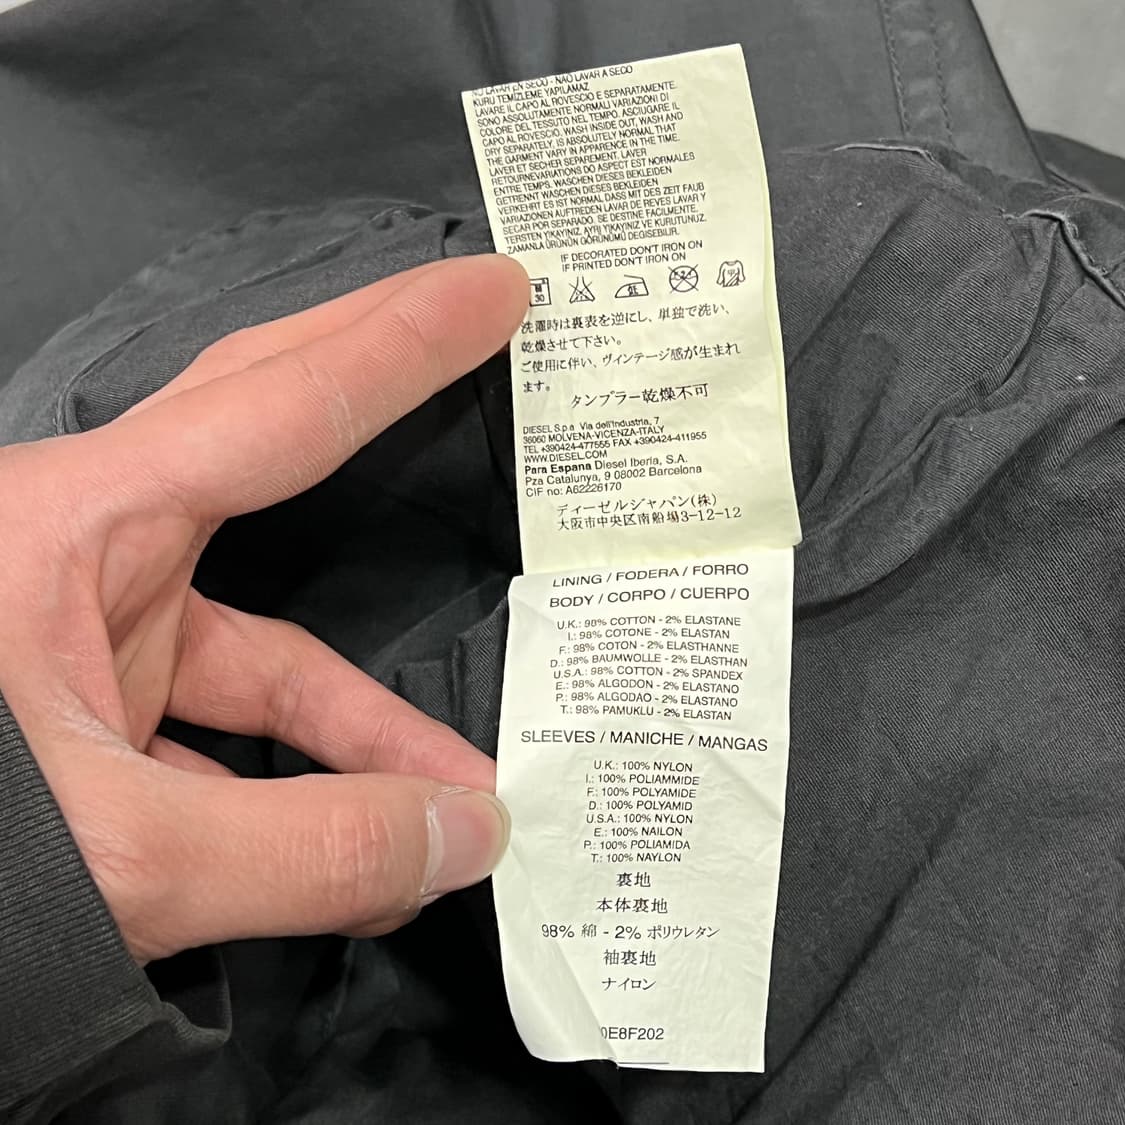 NO LAVAR EN SECO - NAO LAVAR A SECO
KURU TEMIZLEME YAPILAMAZ
LAVARE IL CAPO AL ROVESCIO E SEPARATAMENTE.
SONO ASSOLUTAMENTE NORMALI VARIAZIONI DI
COLORE DEL TESSUTO NEL TEMPO. ASCIUGARE IL
CAPO AL ROVESCIO. WASH INSIDE OUT, WASH AND
DRY SEPARATELY, IS ABSOLUTELY NORMAL THAT
THE GARMENT VARY IN APPARENCE IN THE TIME.
LAVER ET SECHER SEPAREMENT. LAVER
RETOURNEVARIATIONS DO ASPECT EST NORMALES
ENTRE TEMPS. WASCHEN DIESES BEKLEIDEN
GETRENNT WASCHEN DIESES BEKLEIDEN
VERKEHRT ES IST NORMAL DASS MIT DES ZEIT FAUB
VARIAZIONEN AUFTREDEN LAVAR DE REVES LAVAR Y
SECAR POR SEPARADO. SE DESTINE FACILMENTE.
TERSTEN YIKAYINIZ. AYRI YIKAYINIZ VE KURUTUNUZ.
ZAMANLA ÜRÜNÜN GÖRÜNÜMÜ DEGISEBILIR.
IF DECORATED DON'T IRON ON
IF PRINTED DON'T IRON ON
30
洗濯時は裏表を逆にし、単独で洗い、
乾燥させて下さい。
ご使用に伴い、ヴィンテージ感が生まれ
ます。
タンブラー乾燥不可
DIESEL S.p.a Via dell'Industria, 7
36060 MOLVENA-VICENZA-ITALY
TEL +390424-477555 FAX +390424-411955
WWW.DIESEL.COM
Para Espana Diesel Iberia, S.A.
Pza Catalunya, 9 08002 Barcelona
CIF no: A62226170
ディーゼルジャパン(株)
大阪市中央区南船場3-12-12
LINING / FODERA / FORRO
BODY / CORPO / CUERPO
U.K.: 98% COTTON - 2% ELASTANE
I.: 98% COTONE - 2% ELASTAN
F.: 98% COTON - 2% ELASTHANNE
D.: 98% BAUMWOLLE - 2% ELASTHAN
U.S.A.: 98% COTTON - 2% SPANDEX
E.: 98% ALGODON - 2% ELASTANO
P.: 98% ALGODAO - 2% ELASTANO
T.: 98% PAMUKLU - 2% ELASTAN
SLEEVES / MANICHE / MANGAS
U.K.: 100% NYLON
I.: 100% POLIAMMIDE
F.: 100% POLYAMIDE
D.: 100% POLYAMID
U.S.A.: 100% NYLON
E.: 100% NAILON
P.: 100% POLIAMIDA
T.: 100% NAYLON
裏地
本体裏地
98% 綿 - 2% ポリウレタン
袖裏地
ナイロン
0E8F202